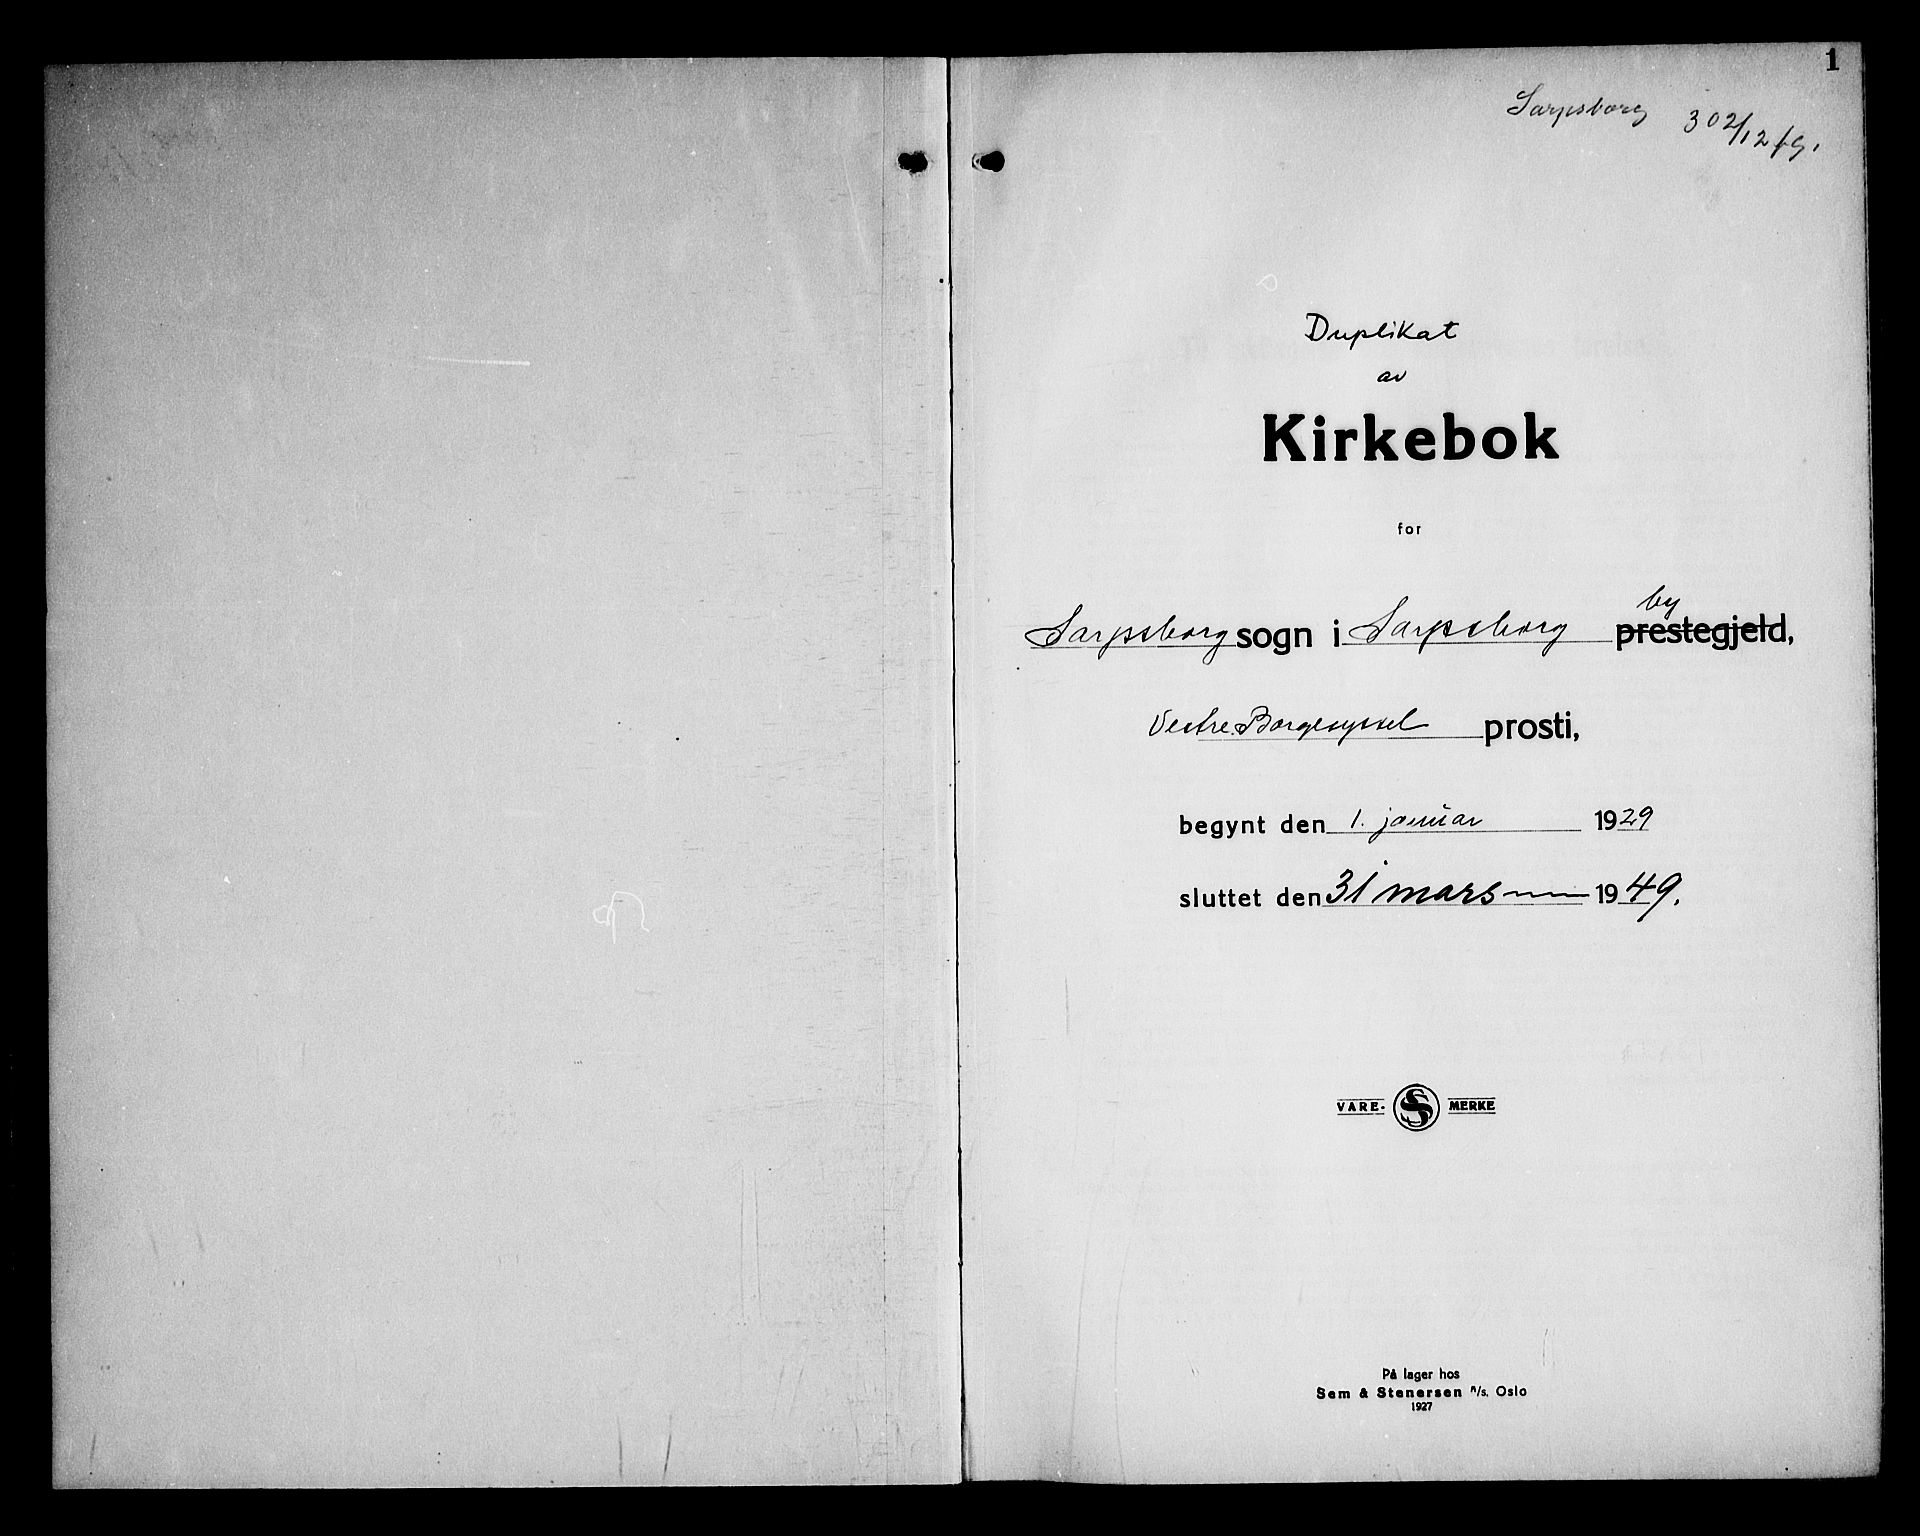 1
Sarpsborg 302/12
Duplikat
av
Kirkebok
for
Sarpsborg sogn i Sarpsborg by prestegjeld,
Vestre Borgesyssel prosti,
begynt den 1. januar 1929
sluttet den 31 mars 1949.
VARE- MERKE
På lager hos
Sem & Stenersen A/s. Oslo
1927